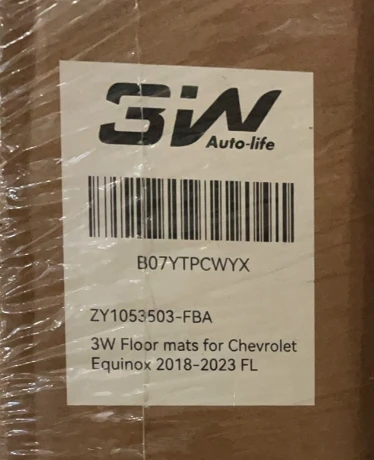 3W
Auto-life
B07YTPCWYX
ZY1053503-FBA
3W Floor mats for Chevrolet
Equinox 2018-2023 FL